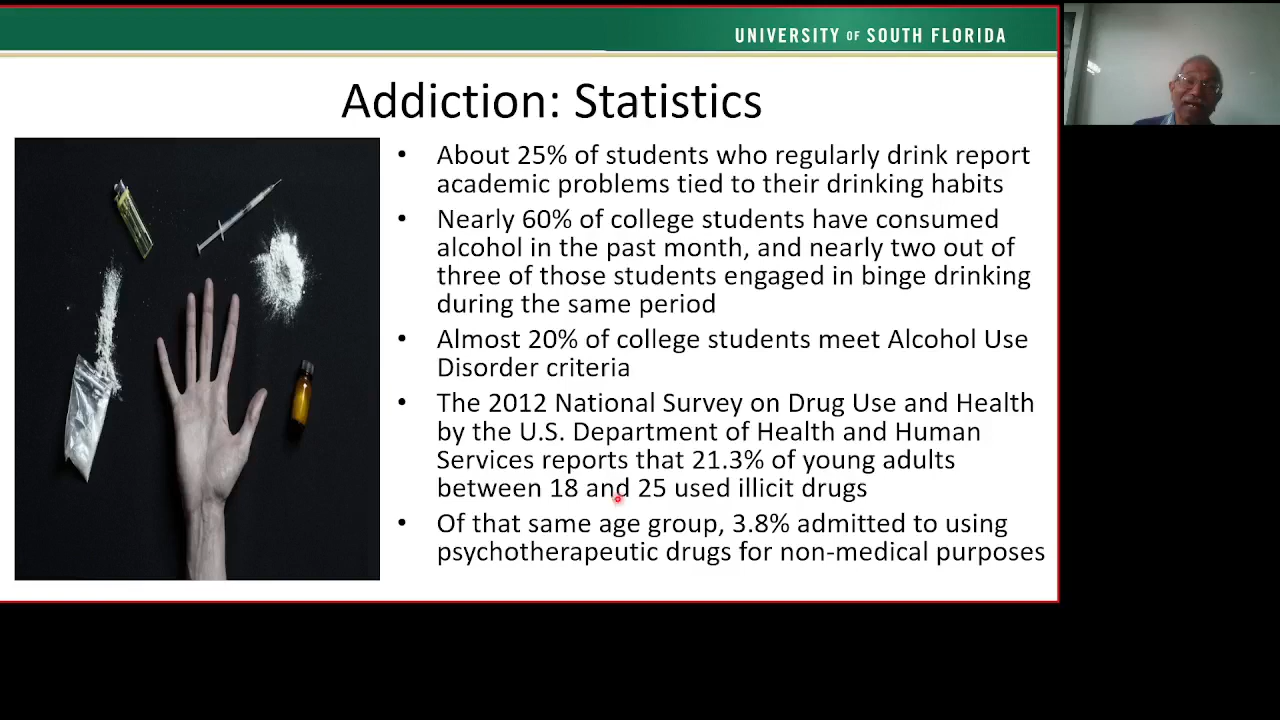 UNIVERSITY OF SOUTH FLORIDA
Addiction: Statistics
• About 25% of students who regularly drink report
academic problems tied to their drinking habits
• Nearly 60% of college students have consumed
alcohol in the past month, and nearly two out of
three of those students engaged in binge drinking
during the same period
• Almost 20% of college students meet Alcohol Use
Disorder criteria
• The 2012 National Survey on Drug Use and Health
by the U.S. Department of Health and Human
Services reports that 21.3% of young adults
between 18 and 25 used illicit drugs
• Of that same age group, 3.8% admitted to using
psychotherapeutic drugs for non-medical purposes